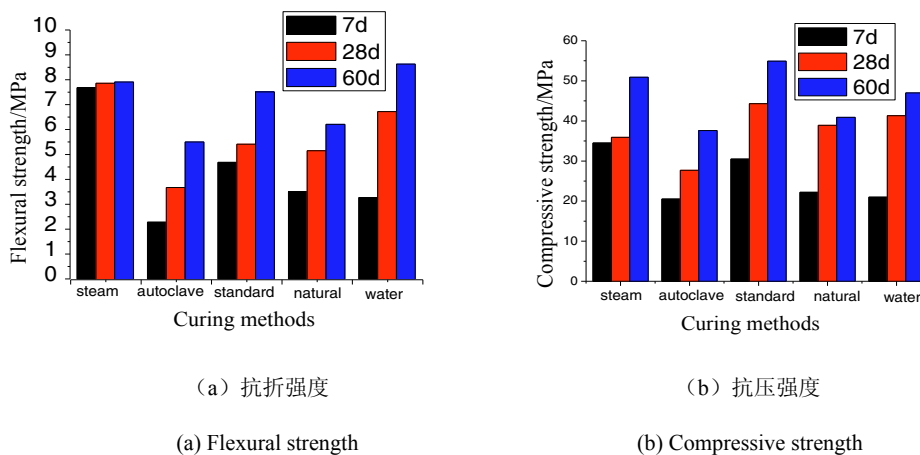 10
9
8
7
6
5
4
3
2
1
0
Flexural strength/MPa
7d
28d
60d
steam autoclave standard natural water
Curing methods
60
50
40
30
20
10
0
Compressive strength/MPa
7d
28d
60d
steam autoclave standard natural water
Curing methods
（a）抗折强度
（b）抗压强度
(a) Flexural strength
(b) Compressive strength